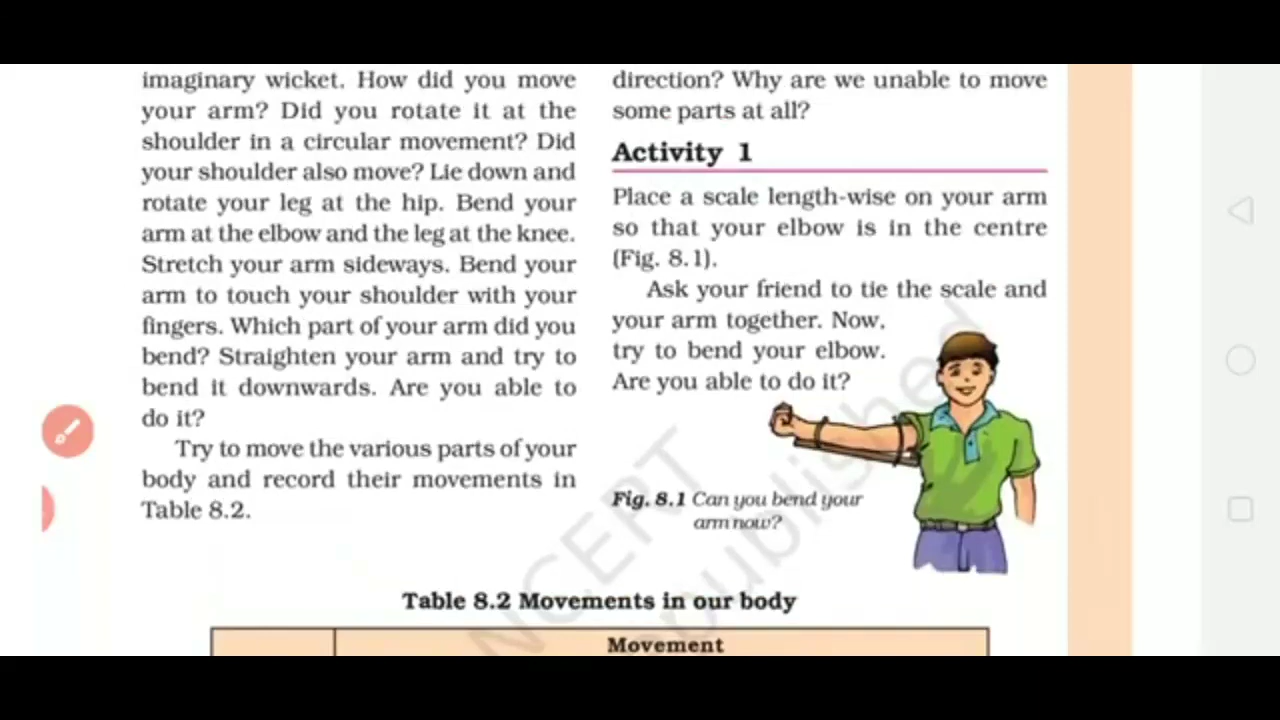 imaginary wicket. How did you move
your arm? Did you rotate it at the
shoulder in a circular movement? Did
your shoulder also move? Lie down and
rotate your leg at the hip. Bend your
arm at the elbow and the leg at the knee.
Stretch your arm sideways. Bend your
arm to touch your shoulder with your
fingers. Which part of your arm did you
bend? Straighten your arm and try to
bend it downwards. Are you able to
do it?
Try to move the various parts of your
body and record their movements in
Table 8.2.
direction? Why are we unable to move
some parts at all?
Activity 1
Place a scale length-wise on your arm
so that your elbow is in the centre
(Fig. 8.1).
Ask your friend to tie the scale and
your arm together. Now,
try to bend your elbow.
Are you able to do it?
Fig. 8.1 Can you bend your
arm now?
Table 8.2 Movements in our body
Movement
NCERT
republished